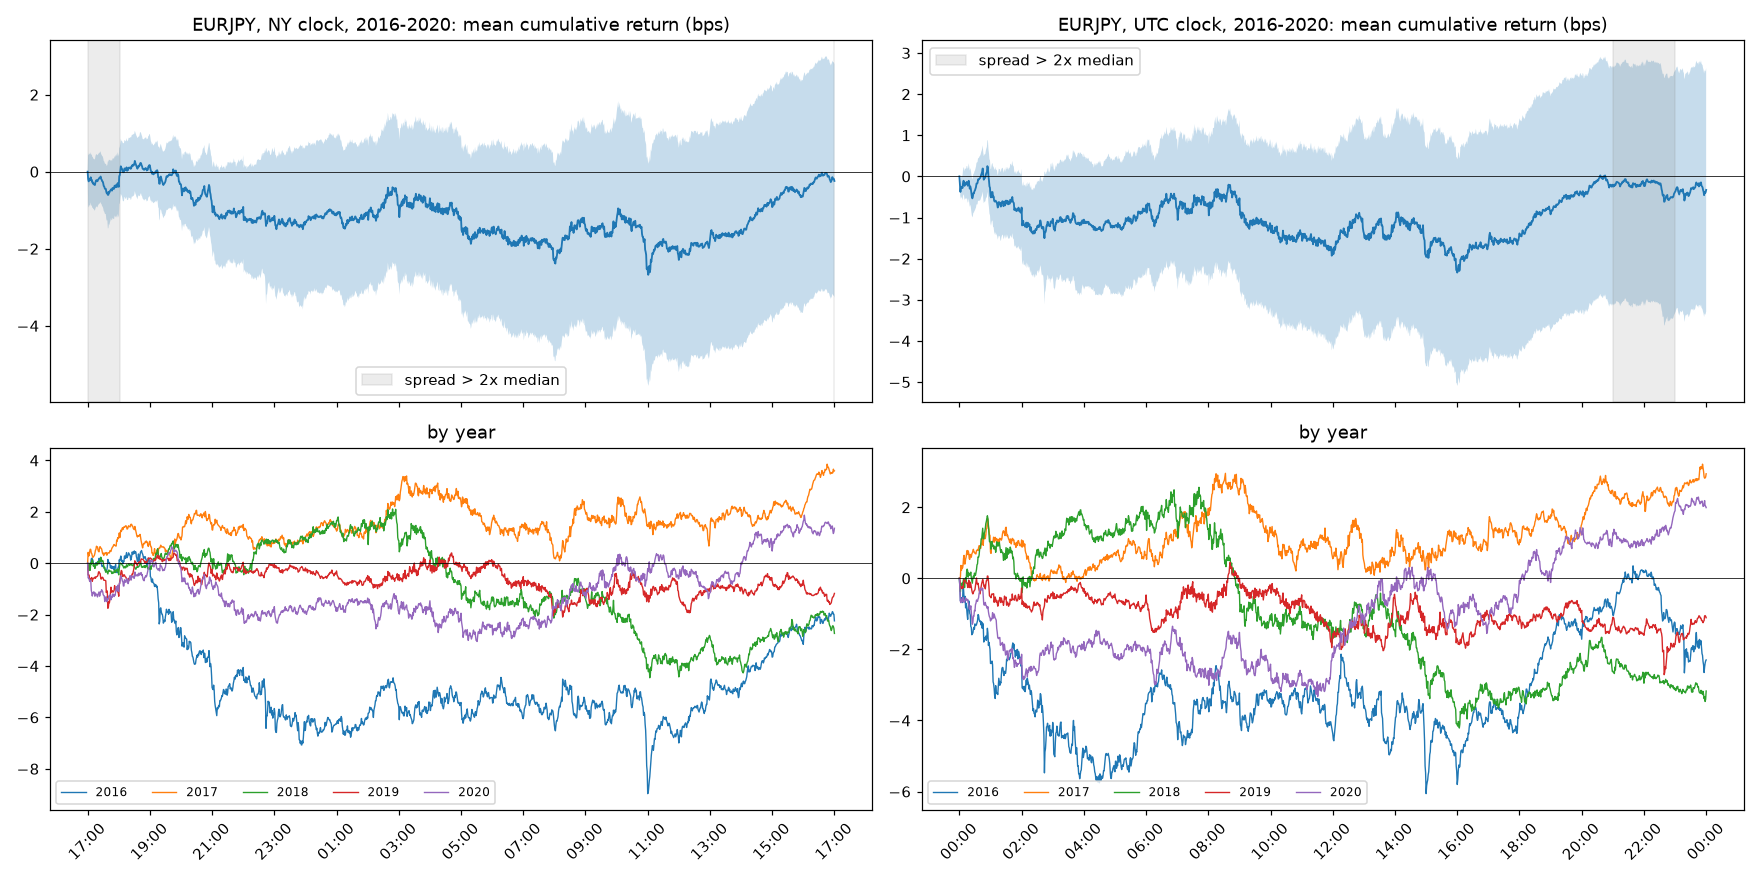 EURJPY, NY clock, 2016-2020: mean cumulative return (bps)
2
0
−2
−4
spread > 2x median
EURJPY, UTC clock, 2016-2020: mean cumulative return (bps)
3
2
1
0
−1
−2
−3
−4
−5
spread > 2x median
by year
4
2
0
−2
−4
−6
−8
2016 2017 2018 2019 2020
17:00 19:00 21:00 23:00 01:00 03:00 05:00 07:00 09:00 11:00 13:00 15:00 17:00
by year
2
0
−2
−4
−6
2016 2017 2018 2019 2020
00:00 02:00 04:00 06:00 08:00 10:00 12:00 14:00 16:00 18:00 20:00 22:00 00:00